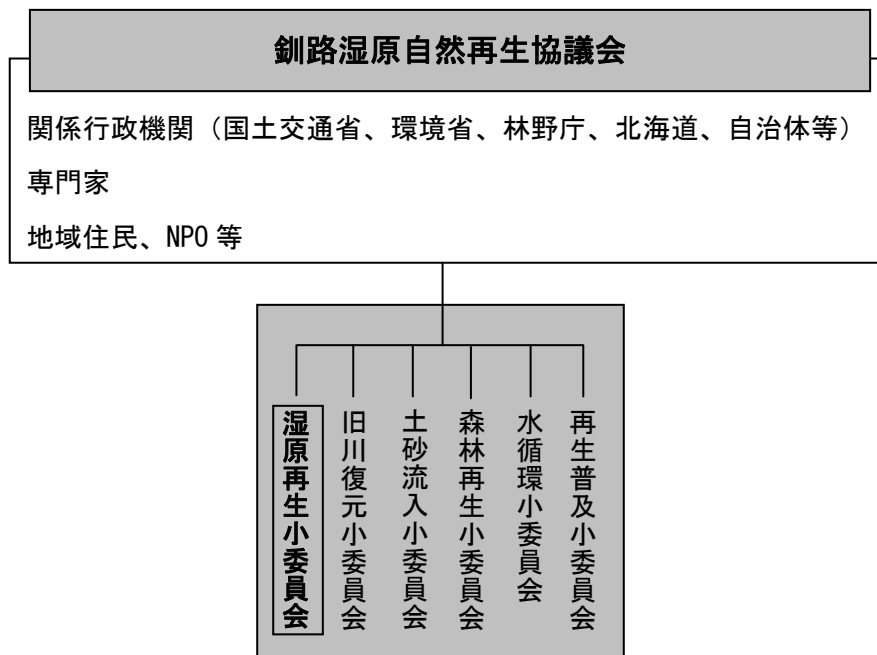 釧路湿原自然再生協議会
関係行政機関（国土交通省、環境省、林野庁、北海道、自治体等）
専門家
地域住民、NPO 等
湿原再生小委員会
旧川復元小委員会
土砂流入小委員会
森林再生小委員会
水循環小委員会
再生普及小委員会